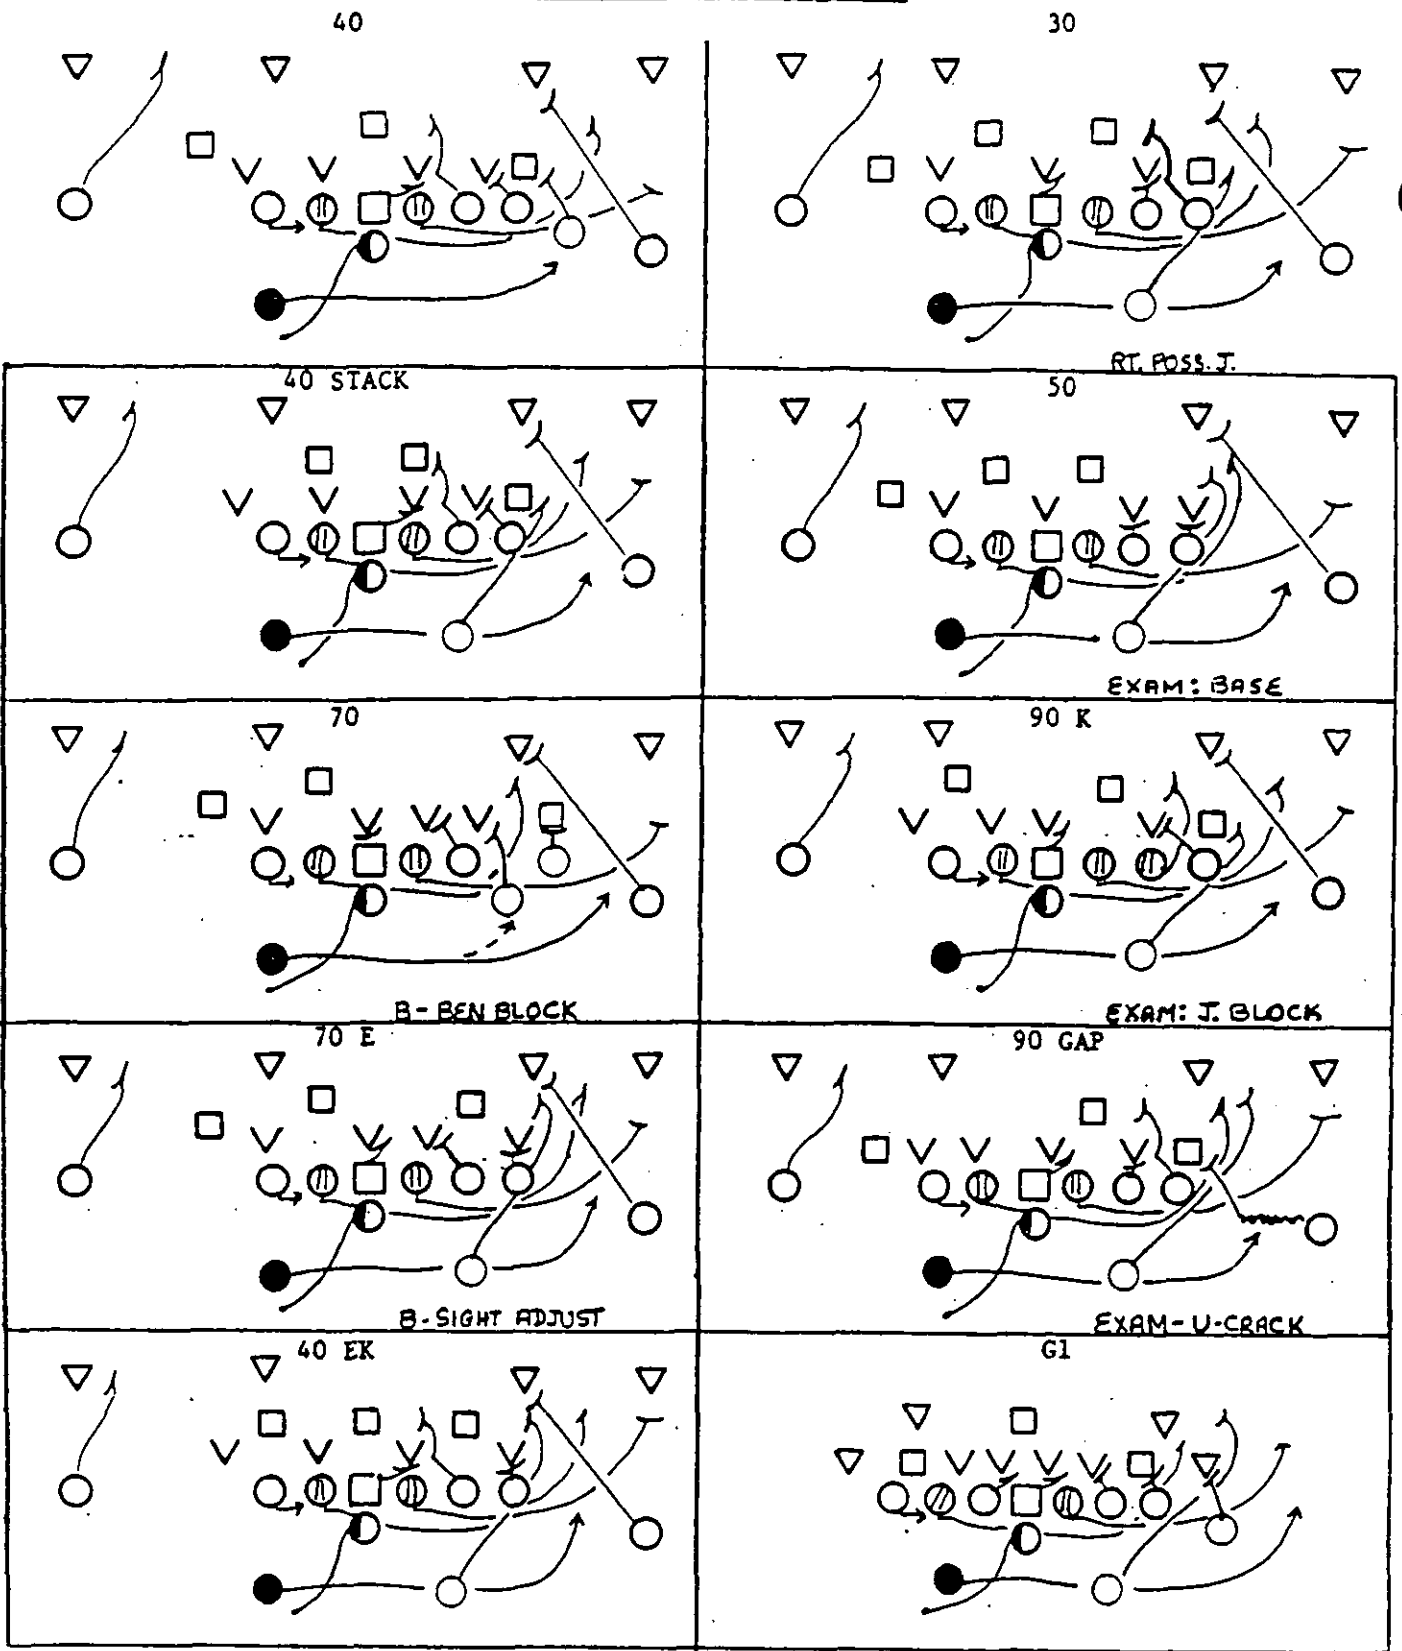 40
30
RT. POSS. J.
40 STACK
50
EXAM: BASE
70
90 K
B-BEN BLOCK
EXAM: J. BLOCK
70 E
90 GAP
B-SIGHT ADJUST
EXAM-U-CRACK
40 EK
G1